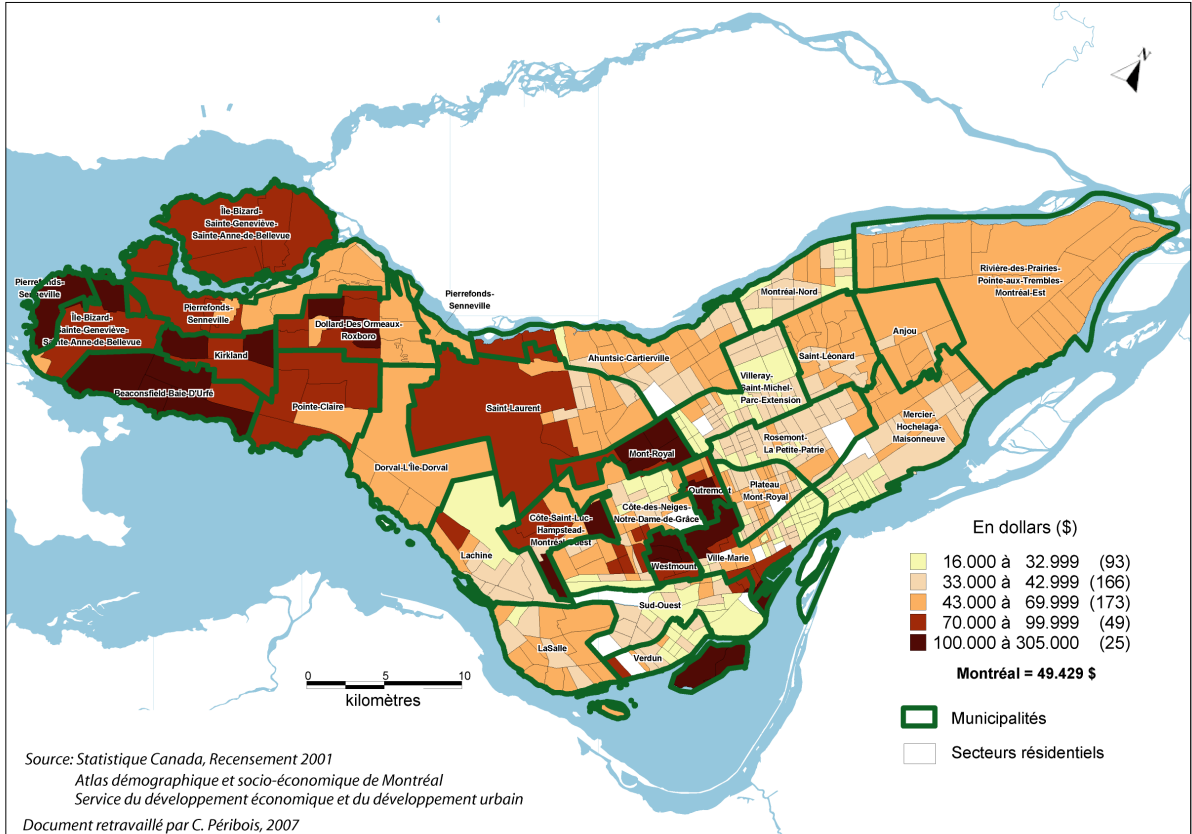 N
Île-Bizard-
Sainte-Geneviève-
Sainte-Anne-de-Bellevue
Pierrefonds-
Senneville
Île-Bizard-
Sainte-Geneviève-
Sainte-Anne-de-Bellevue
Pierrefonds-
Senneville
Pierrefonds-
Senneville
Dollard-Des Ormeaux-
Roxboro
Kirkland
Beaconsfield-Baie-D'Urfé
Pointe-Claire
Dorval-L'Île-Dorval
Saint-Laurent
Ahuntsic-Cartierville
Montréal-Nord
Rivière-des-Prairies-
Pointe-aux-Trembles-
Montréal-Est
Anjou
Saint-Léonard
Villeray-
Saint-Michel-
Parc-Extension
Mercier-
Hochelaga-
Maisonneuve
Rosemont-
La Petite-Patrie
Mont-Royal
Outremont
Plateau
Mont-Royal
Côte-des-Neiges-
Notre-Dame-de-Grâce
Côte-Saint-Luc-
Hampstead-
Montréal-Ouest
Lachine
Westmount
Ville-Marie
Sud-Ouest
LaSalle
Verdun
0 5 10
kilomètres
En dollars ($)
16.000 à 32.999 (93)
33.000 à 42.999 (166)
43.000 à 69.999 (173)
70.000 à 99.999 (49)
100.000 à 305.000 (25)
Montréal = 49.429 $
Municipalités
Secteurs résidentiels
Source: Statistique Canada, Recensement 2001
Atlas démographique et socio-économique de Montréal
Service du développement économique et du développement urbain
Document retravaillé par C. Péribois, 2007